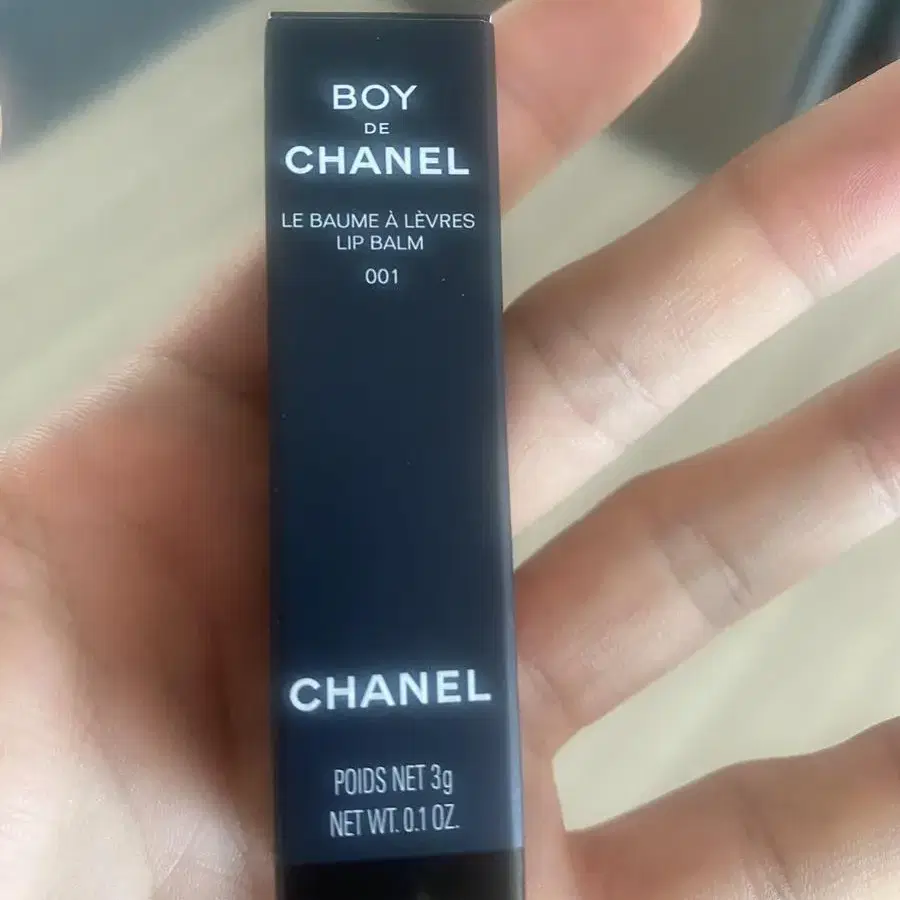 BOY
DE
CHANEL
LE BAUME À LÈVRES
LIP BALM
001
CHANEL
POIDS NET 3g
NET WT. 0.1 OZ.